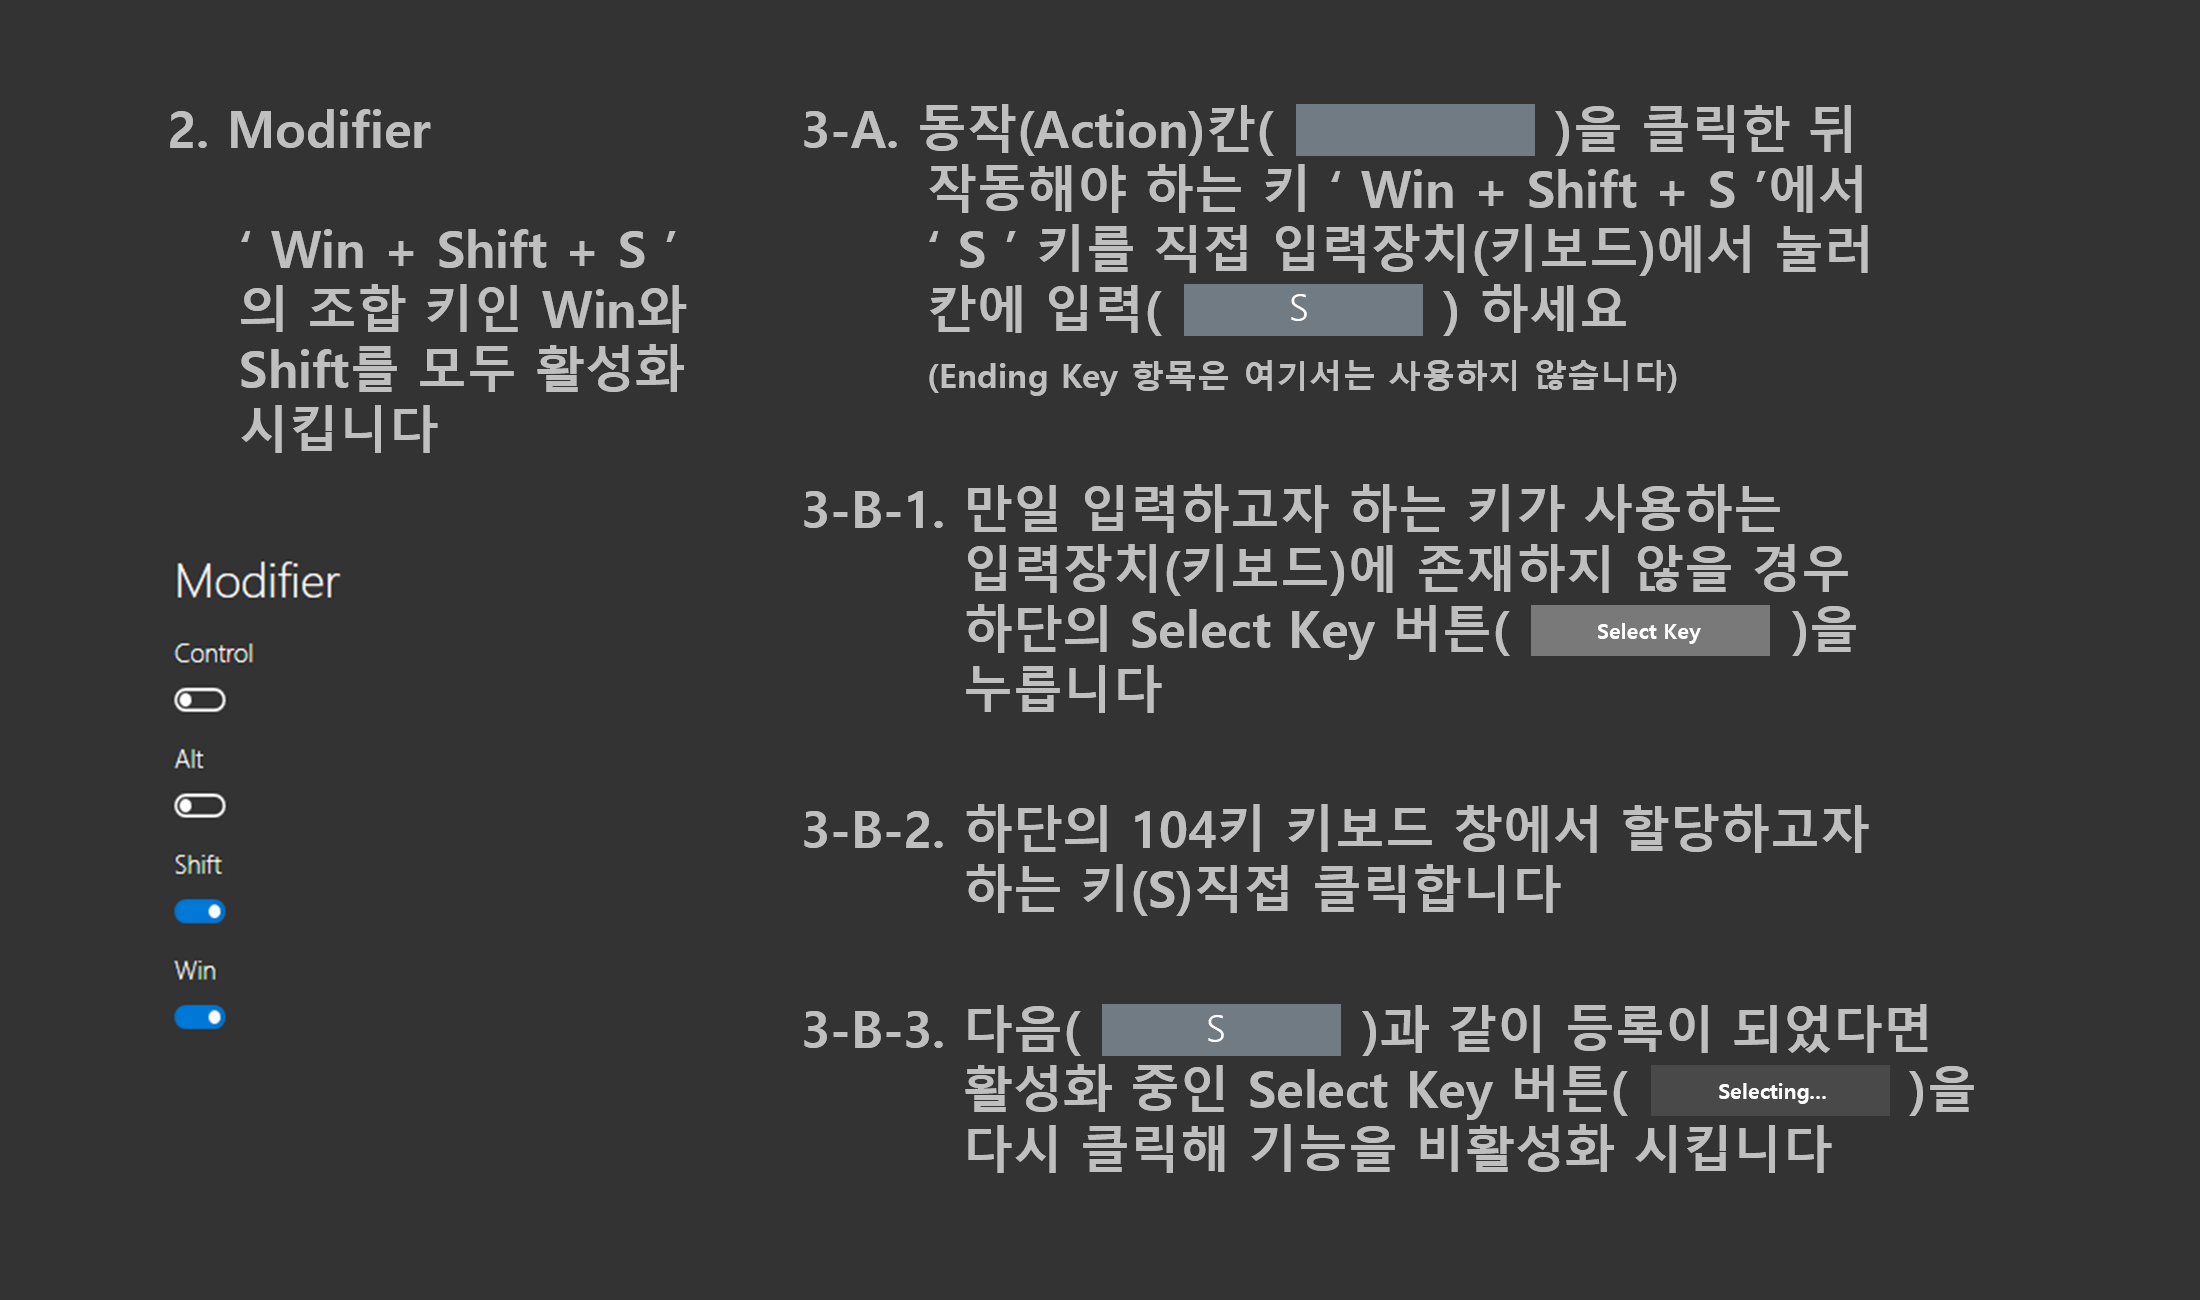 2. Modifier
‘ Win + Shift + S ’
의 조합 키인 Win와
Shift를 모두 활성화
시킵니다
Modifier
Control
Alt
Shift
Win
3-A. 동작(Action)칸( )을 클릭한 뒤
작동해야 하는 키 ‘ Win + Shift + S ’에서
‘ S ’ 키를 직접 입력장치(키보드)에서 눌러
칸에 입력( S ) 하세요
(Ending Key 항목은 여기서는 사용하지 않습니다)
3-B-1. 만일 입력하고자 하는 키가 사용하는
입력장치(키보드)에 존재하지 않을 경우
하단의 Select Key 버튼( Select Key )을
누릅니다
3-B-2. 하단의 104키 키보드 창에서 할당하고자
하는 키(S)직접 클릭합니다
3-B-3. 다음( S )과 같이 등록이 되었다면
활성화 중인 Select Key 버튼( Selecting... )을
다시 클릭해 기능을 비활성화 시킵니다